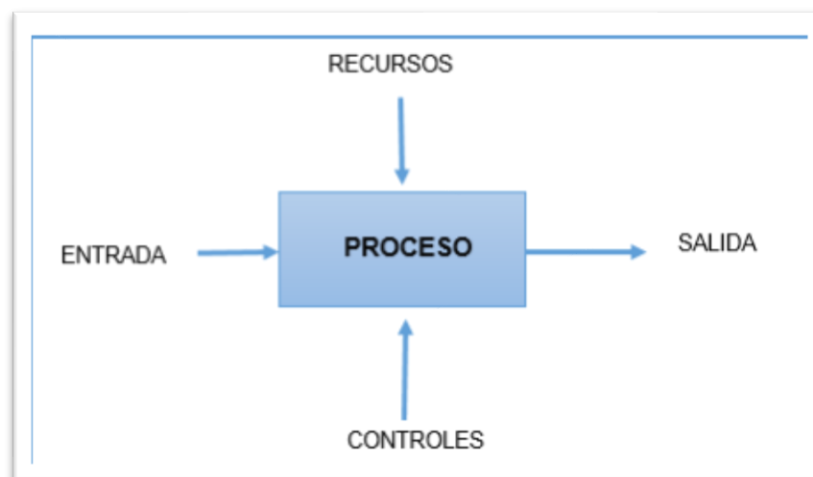 RECURSOS
ENTRADA
PROCESO
SALIDA
CONTROLES